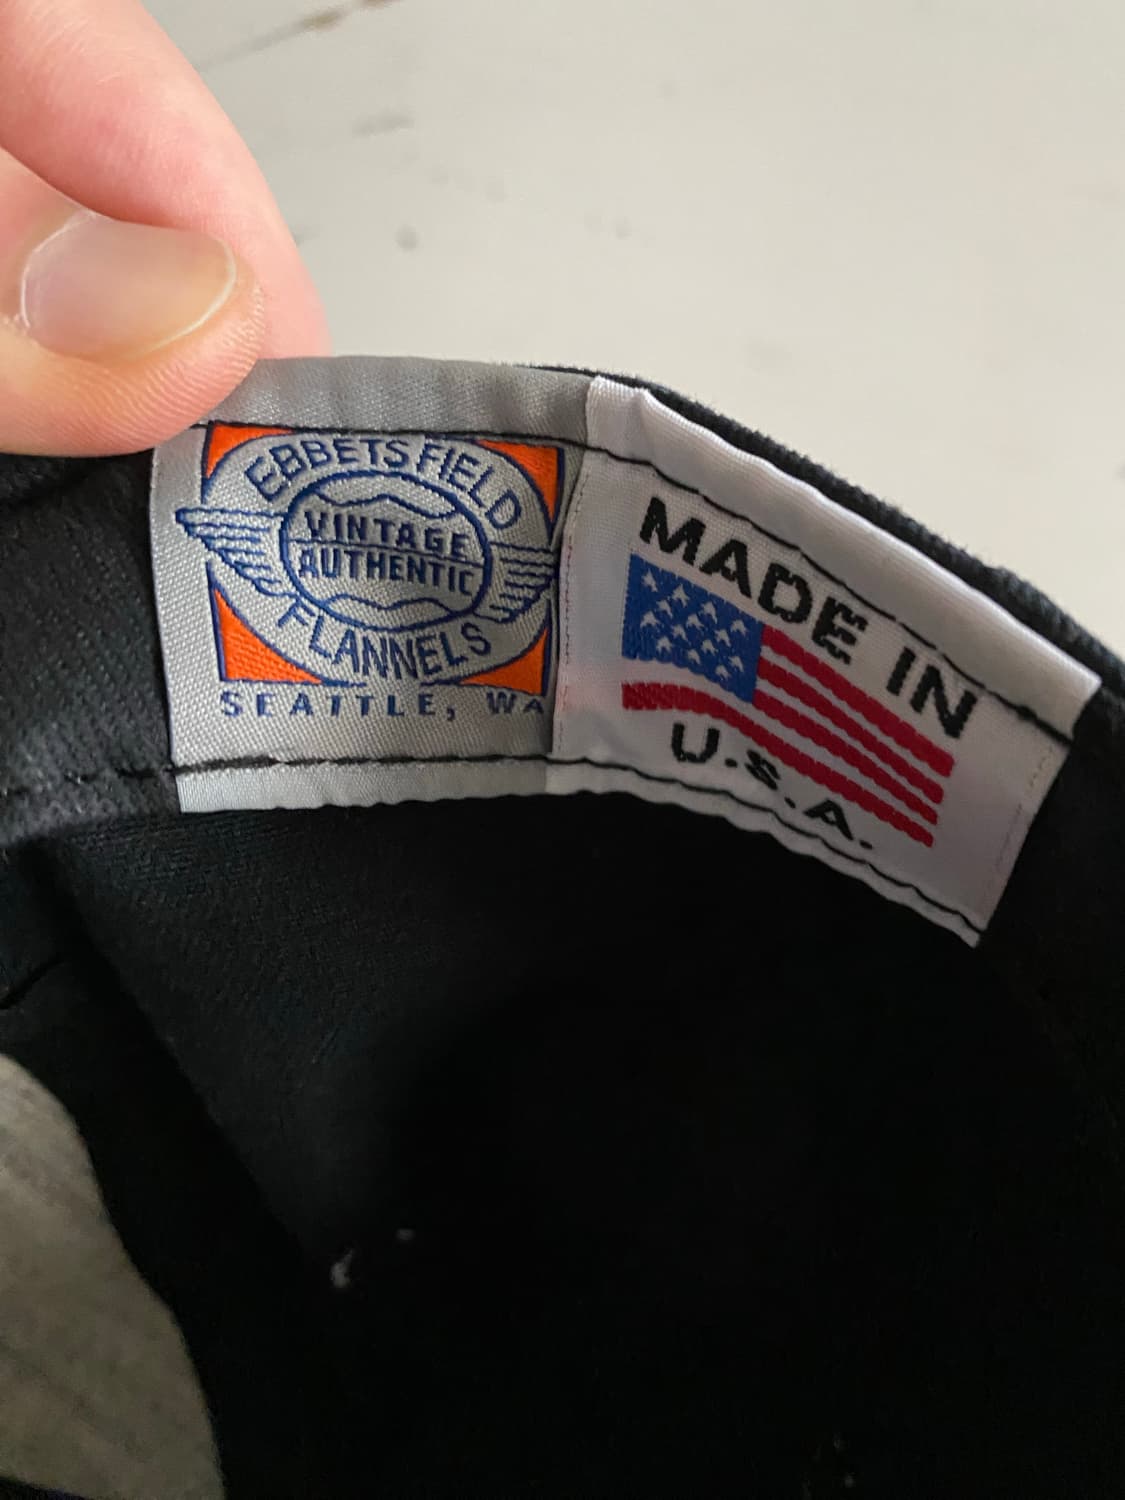 EBBETS FIELD
VINTAGE
AUTHENTIC
FLANNELS
SEATTLE, WA
MADE IN
U.S.A.